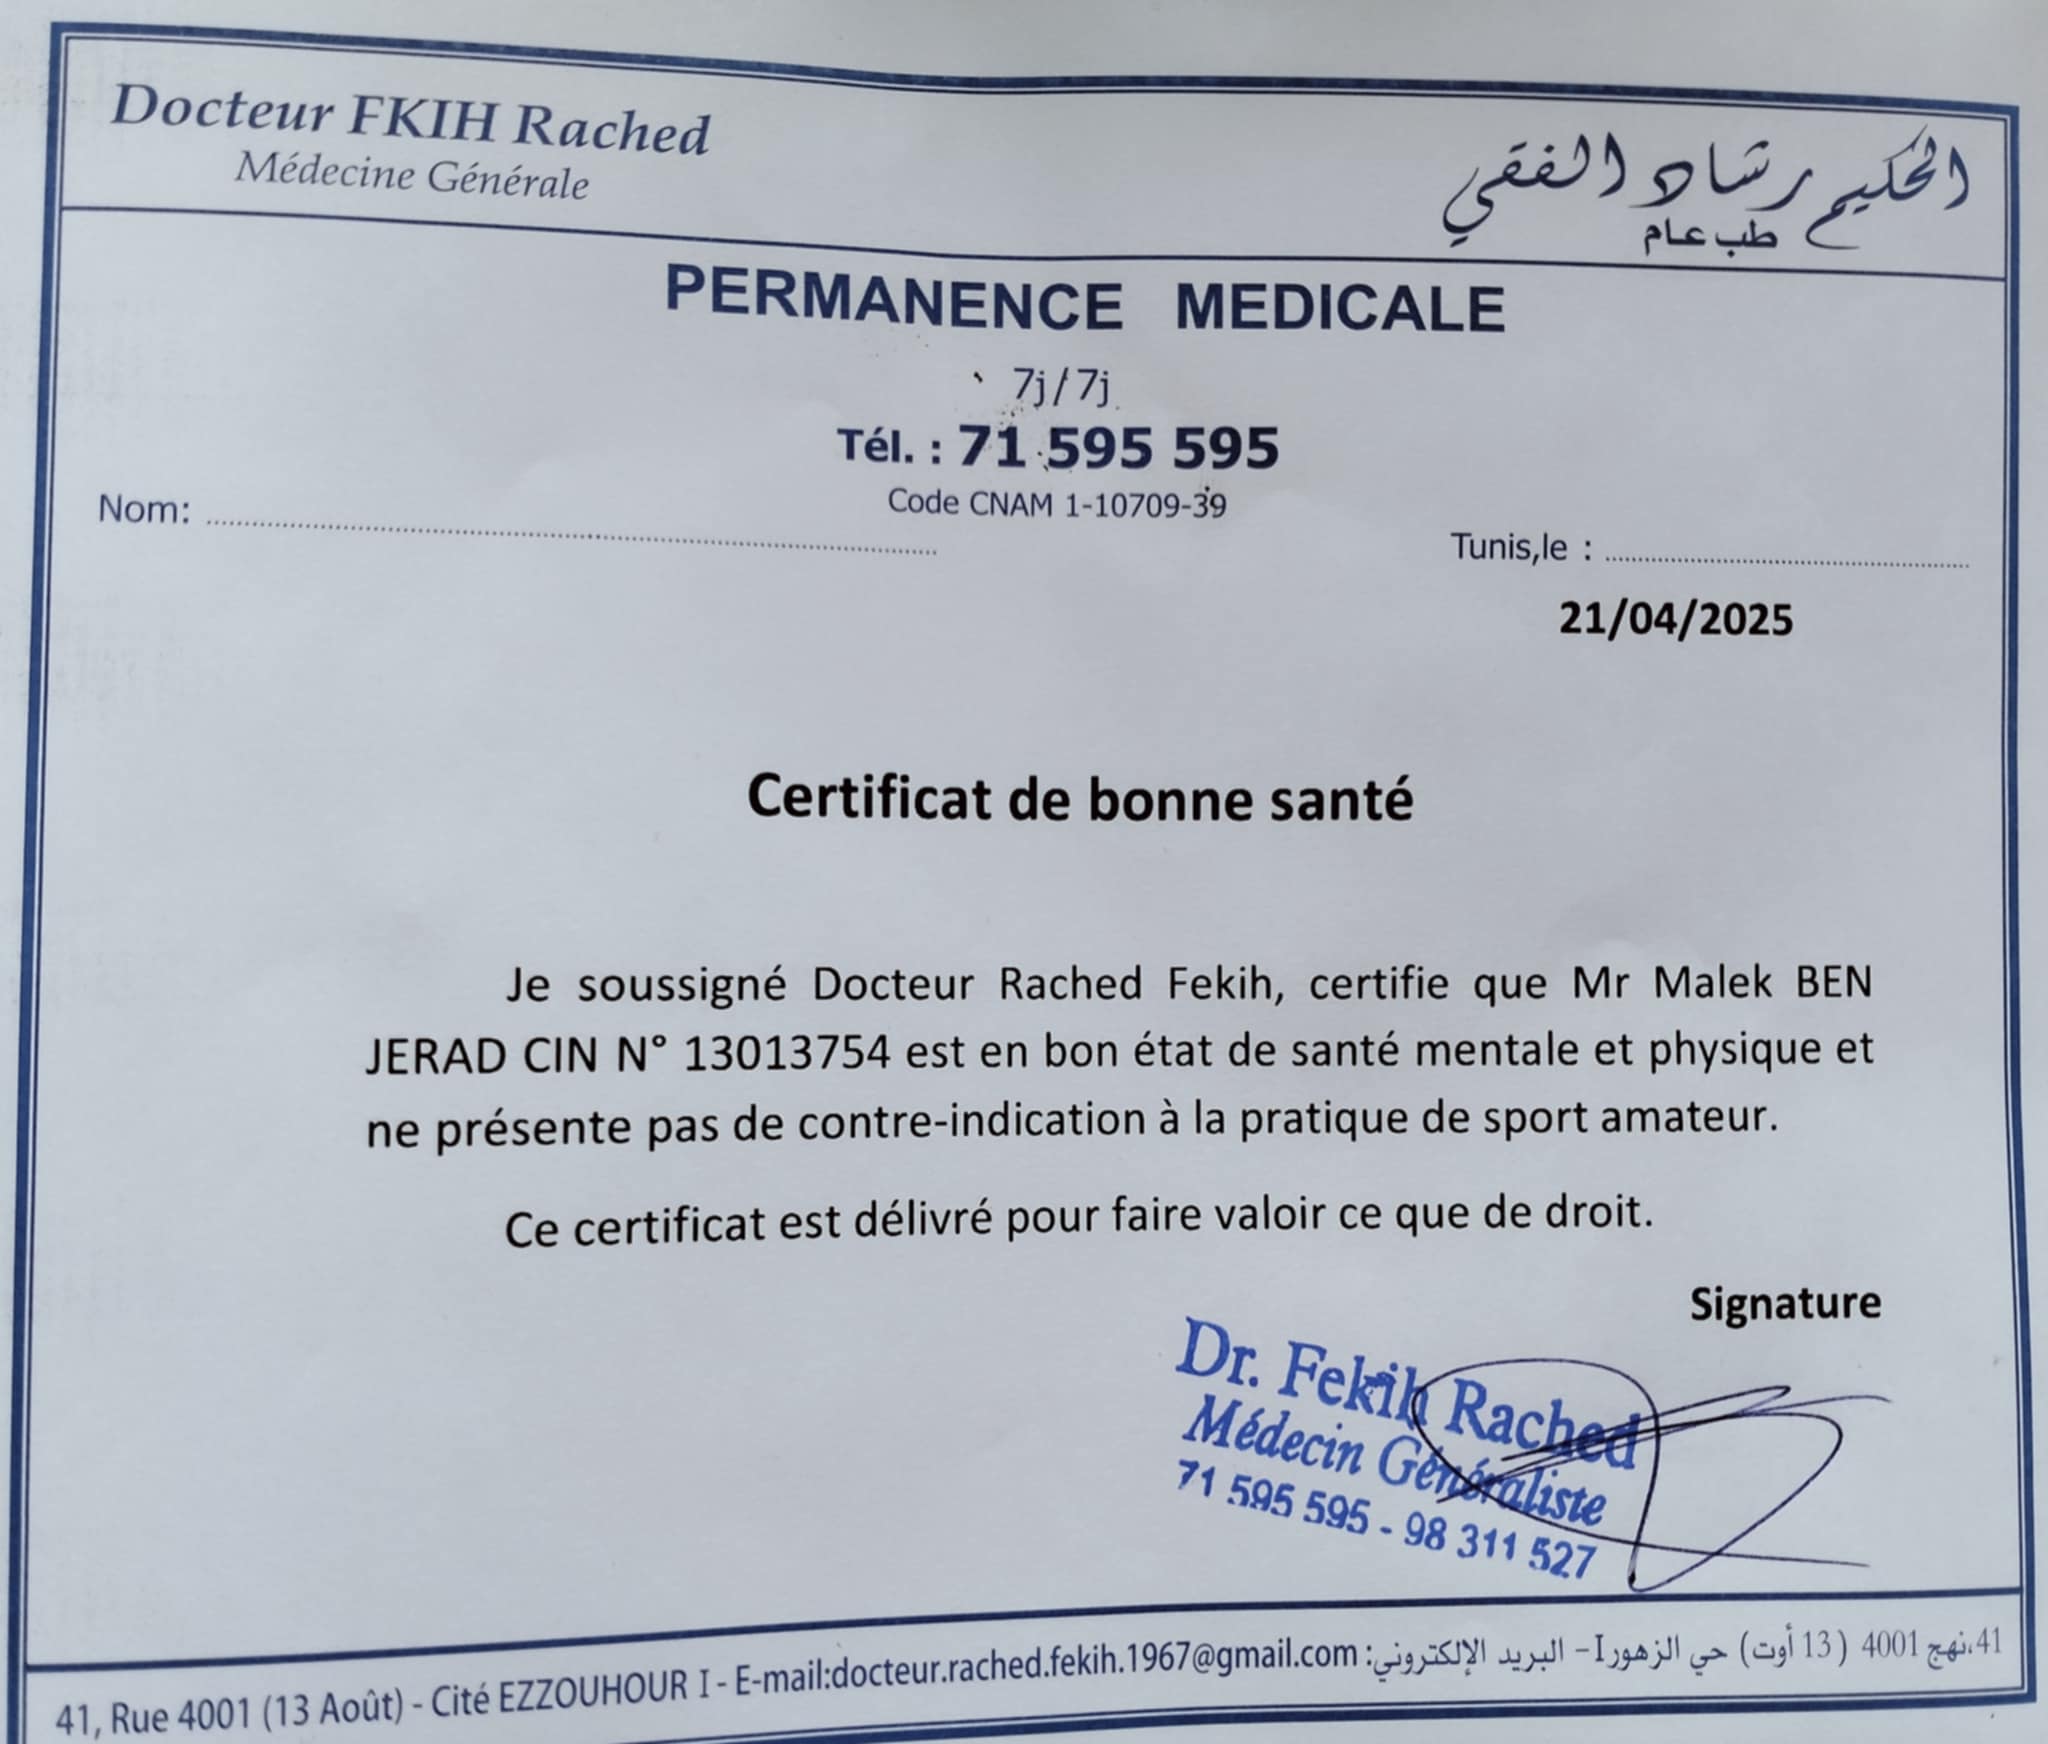 Docteur FKIH Rached
Médecine Générale
الحكيم رشاد الفقي
طب عام
PERMANENCE MEDICALE
7j/7j
Tél. : 71 595 595
Code CNAM 1-10709-39
Nom:
Tunis,le :
21/04/2025
Certificat de bonne santé
Je soussigné Docteur Rached Fekih, certifie que Mr Malek BEN
JERAD CIN N° 13013754 est en bon état de santé mentale et physique et
ne présente pas de contre-indication à la pratique de sport amateur.
Ce certificat est délivré pour faire valoir ce que de droit.
Signature
Dr. Fekih Rached
Médecin Généraliste
71 595 595 - 98 311 527
41, Rue 4001 (13 Août) - Cité EZZOUHOUR I - E-mail:docteur.rached.fekih.1967@gmail.com :41،نهج 4001 (13 أوت) حي الزهور I – البريد الإلكتروني